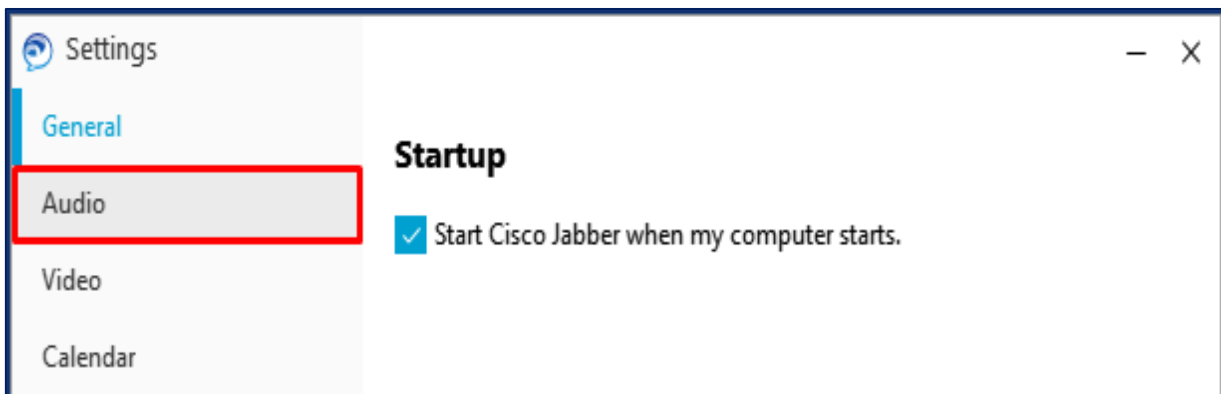 Settings
General
Audio
Video
Calendar
Startup
Start Cisco Jabber when my computer starts.